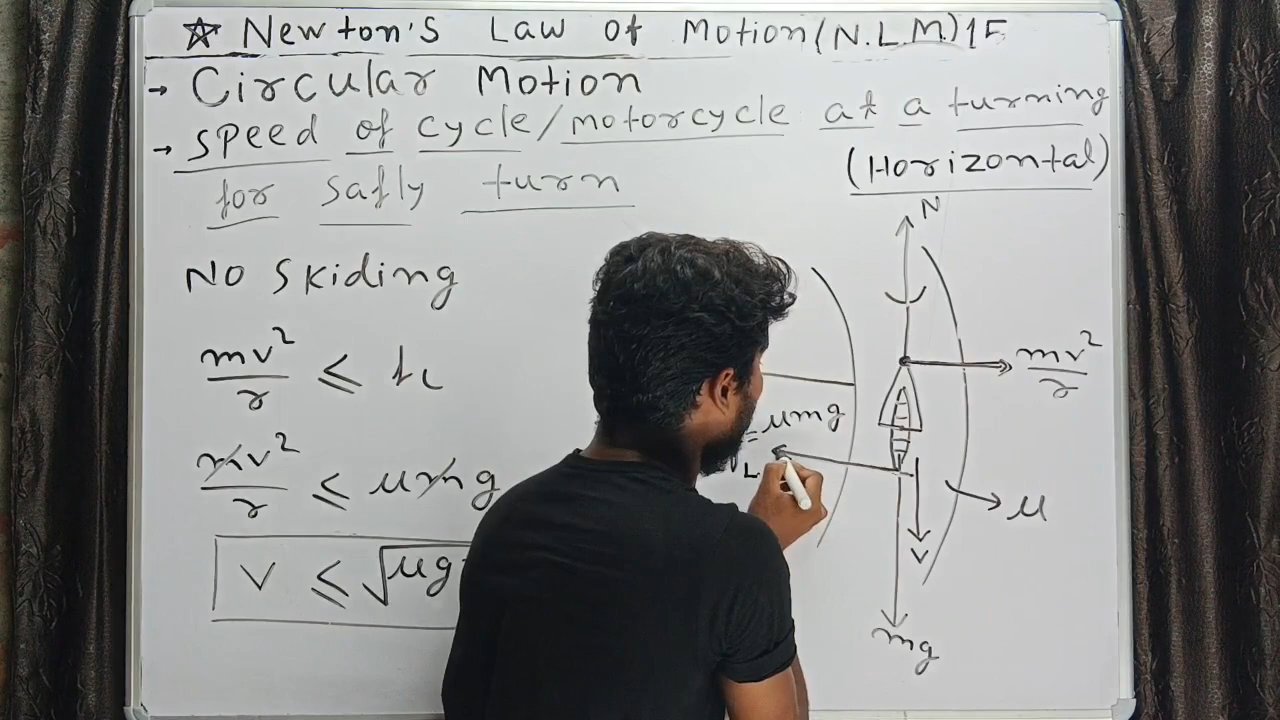 ☆ Newton's Law of Motion (N.L.M.) 15
→ Circular Motion
→ Speed of cycle/motorcycle at a turning
for safly turn
(Horizontal)
No Skiding
mv²/r ≤ fL
mv²/r ≤ μmg
v ≤ √μg
N
mv²/r
= μmg
L
μ
v
mg